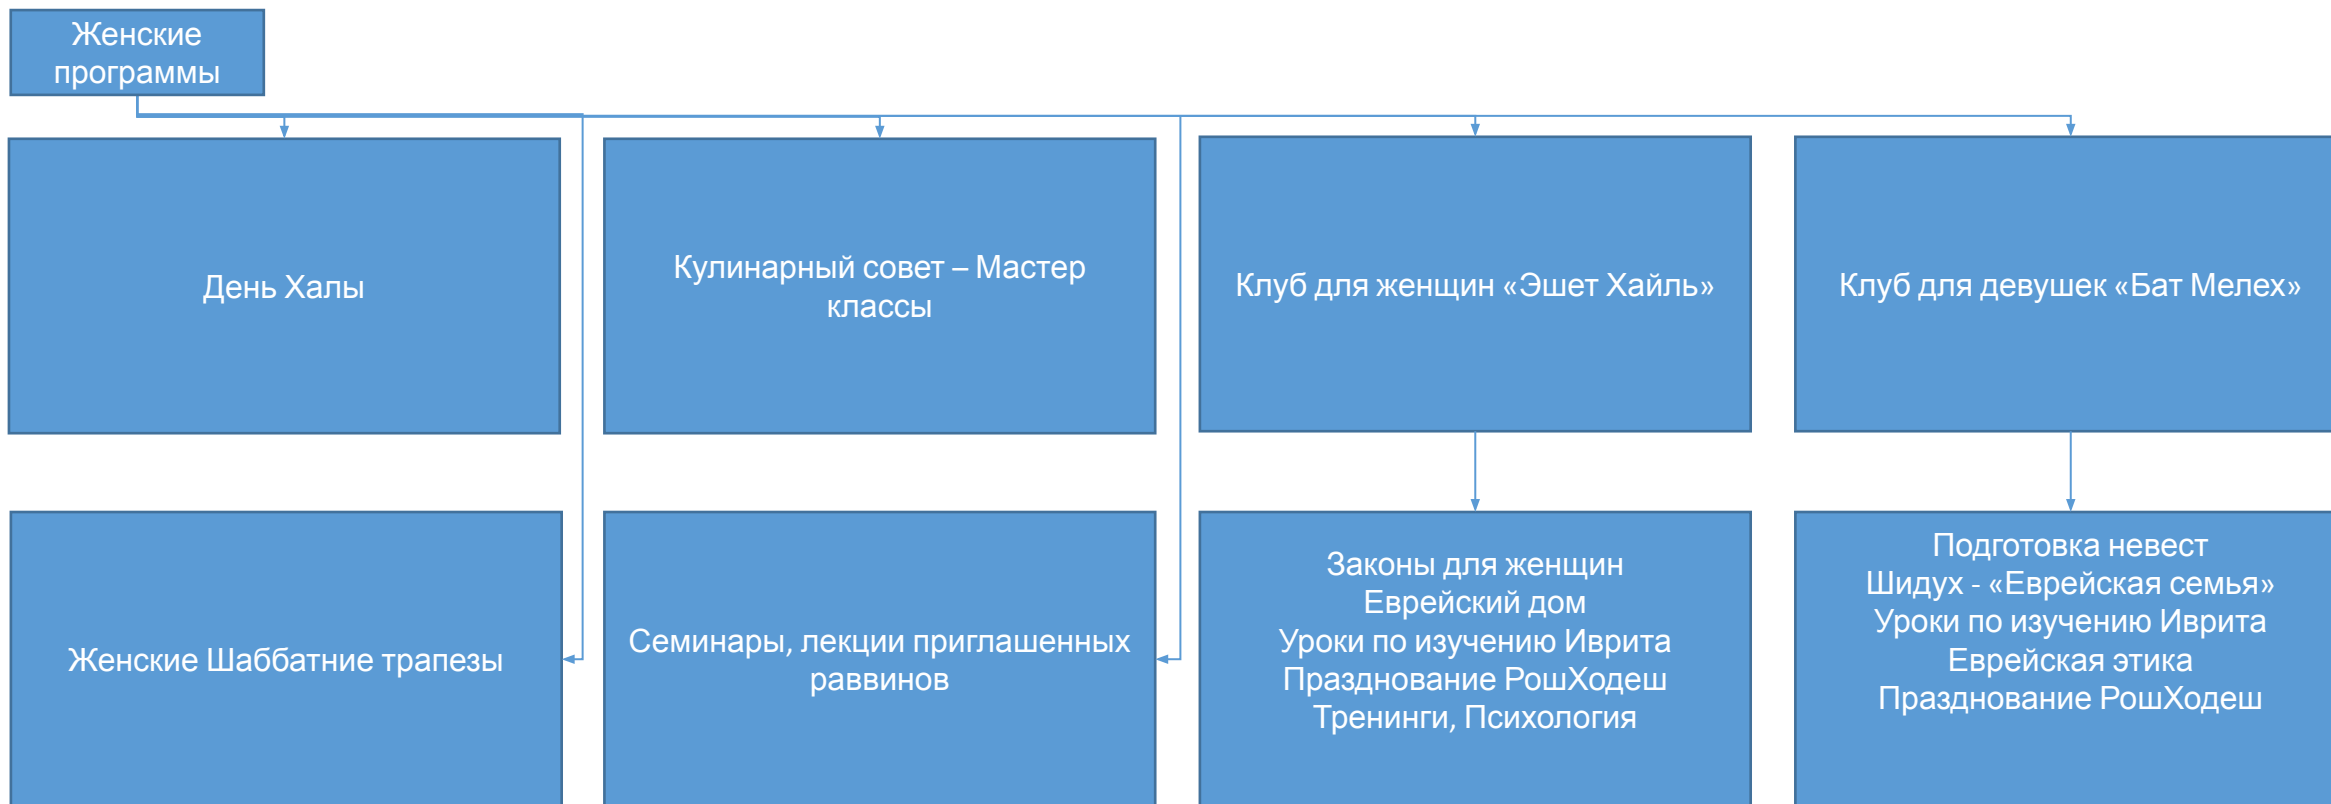 Женские
программы
День Халы
Кулинарный совет – Мастер
классы
Клуб для женщин «Эшет Хайль»
Клуб для девушек «Бат Мелех»
Женские Шаббатние трапезы
Семинары, лекции приглашенных
раввинов
Законы для женщин
Еврейский дом
Уроки по изучению Иврита
Празднование РошХодеш
Тренинги, Психология
Подготовка невест
Шидух - «Еврейская семья»
Уроки по изучению Иврита
Еврейская этика
Празднование РошХодеш